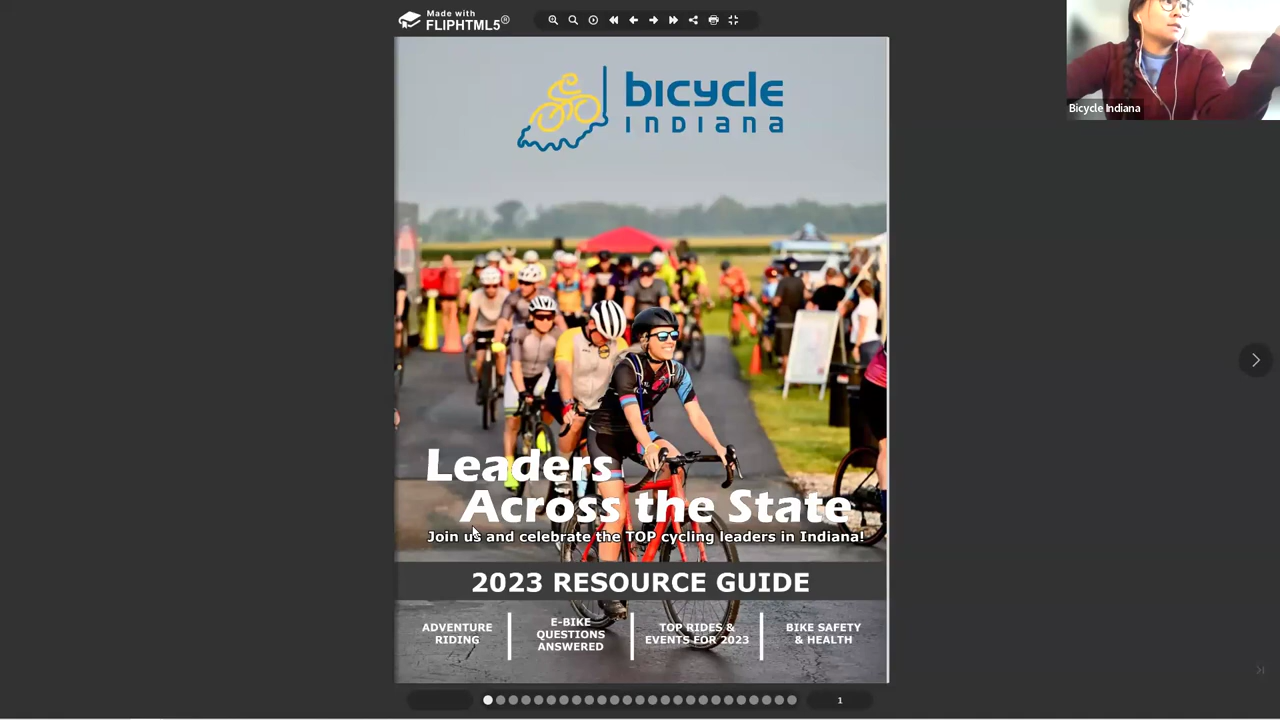 Made with
FLIPHTML5®
Bicycle Indiana
bicycle
INDIANA
Leaders
Across the State
Join us and celebrate the TOP cycling leaders in Indiana!
2023 RESOURCE GUIDE
ADVENTURE
RIDING
E-BIKE
QUESTIONS
ANSWERED
TOP RIDES &
EVENTS FOR 2023
BIKE SAFETY
& HEALTH
1